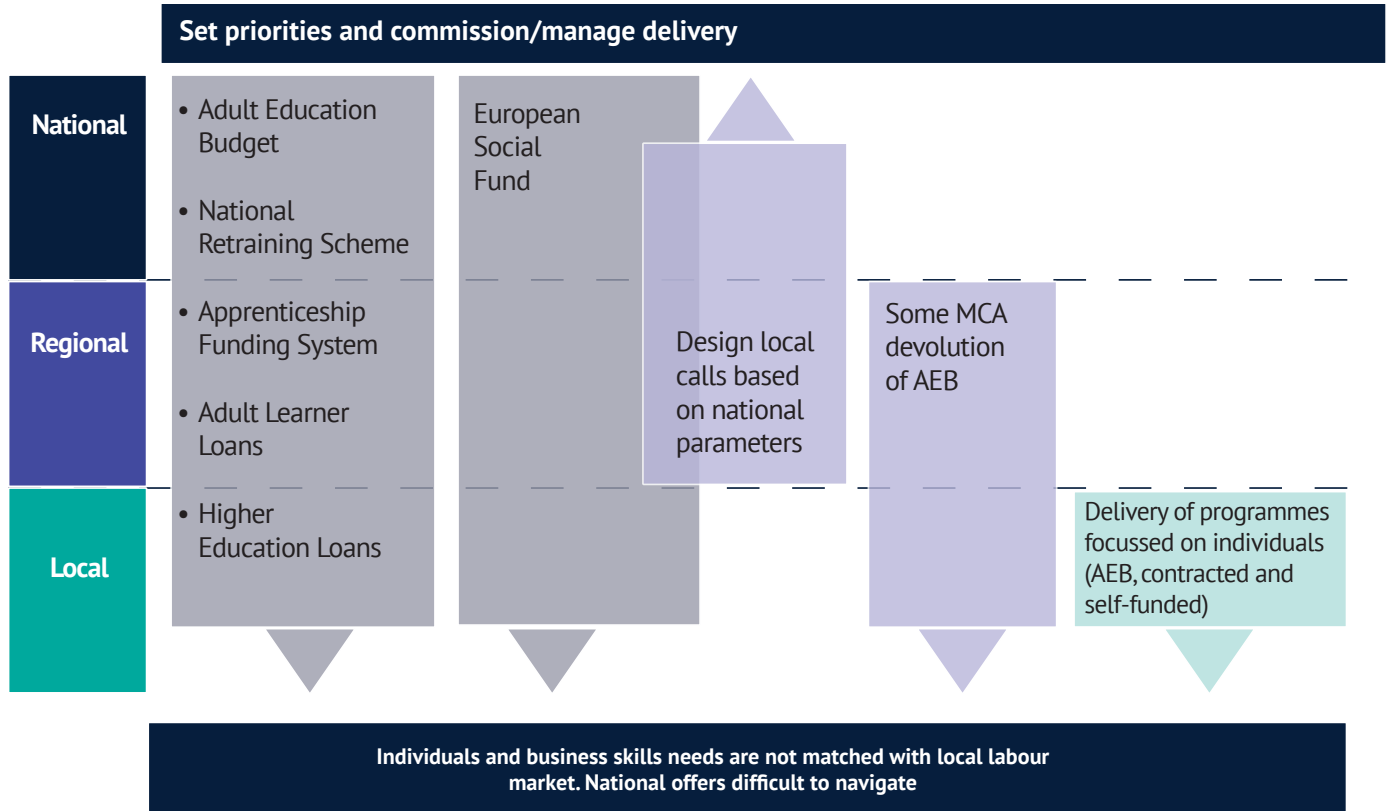 Set priorities and commission/manage delivery
National
• Adult Education
Budget
• National
Retraining Scheme
European
Social
Fund
Regional
• Apprenticeship
Funding System
• Adult Learner
Loans
Design local
calls based
on national
parameters
Some MCA
devolution
of AEB
Local
• Higher
Education Loans
Delivery of programmes
focussed on individuals
(AEB, contracted and
self-funded)
Individuals and business skills needs are not matched with local labour
market. National offers difficult to navigate